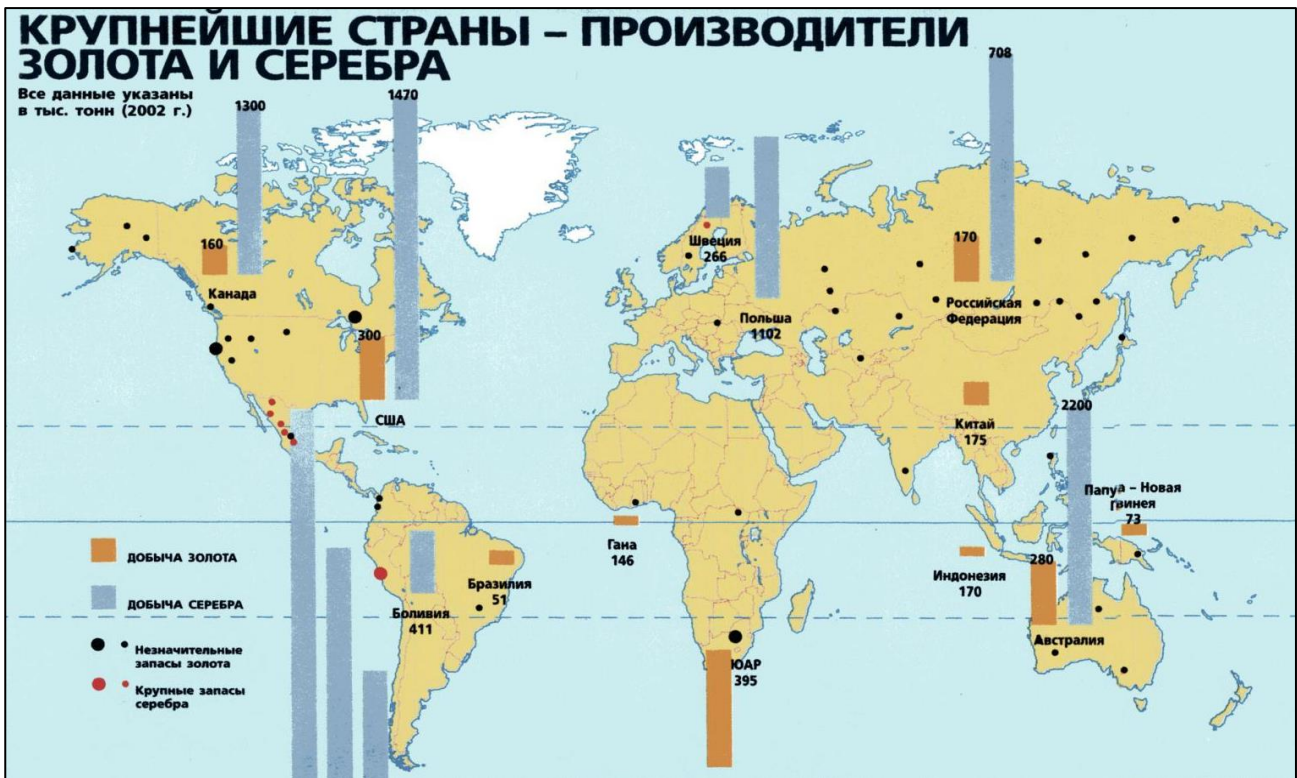 КРУПНЕЙШИЕ СТРАНЫ – ПРОИЗВОДИТЕЛИ
ЗОЛОТА И СЕРЕБРА
Все данные указаны
в тыс. тонн (2002 г.)
1300
1470
708
160
Канада
Швеция
266
170
Российская
Федерация
Польша
1102
300
США
Китай
175
2200
Папуа – Новая
Гвинея
73
Гана
146
Индонезия
170
280
Австралия
Бразилия
51
Боливия
411
ЮАР
395
ДОБЫЧА ЗОЛОТА
ДОБЫЧА СЕРЕБРА
Незначительные
запасы золота
Крупные запасы
серебра